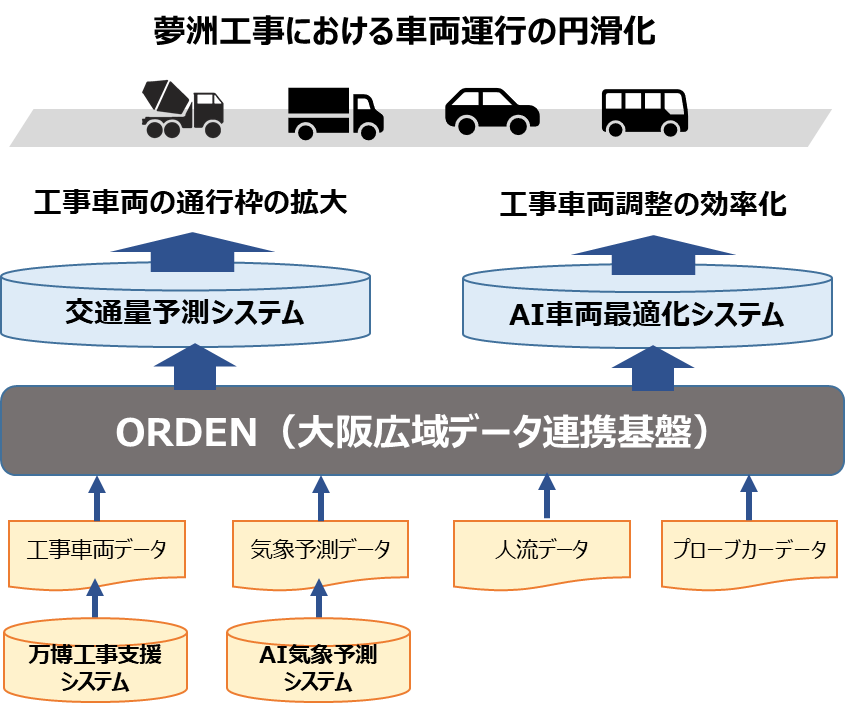 夢洲工事における車両運行の円滑化
工事車両の通行枠の拡大
工事車両調整の効率化
交通量予測システム
AI車両最適化システム
ORDEN（大阪広域データ連携基盤）
工事車両データ
気象予測データ
人流データ
プローブカーデータ
万博工事支援
システム
AI気象予測
システム